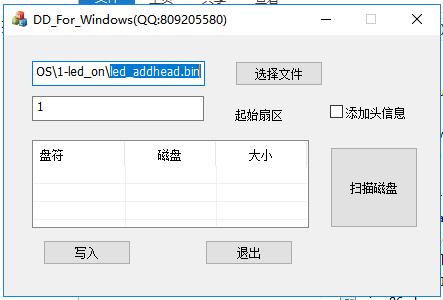 DD_For_Windows(QQ:809205580)
OS\1-led_on\led_addhead.bin
选择文件
1
起始扇区
添加头信息
盘符 磁盘 大小
扫描磁盘
写入 退出